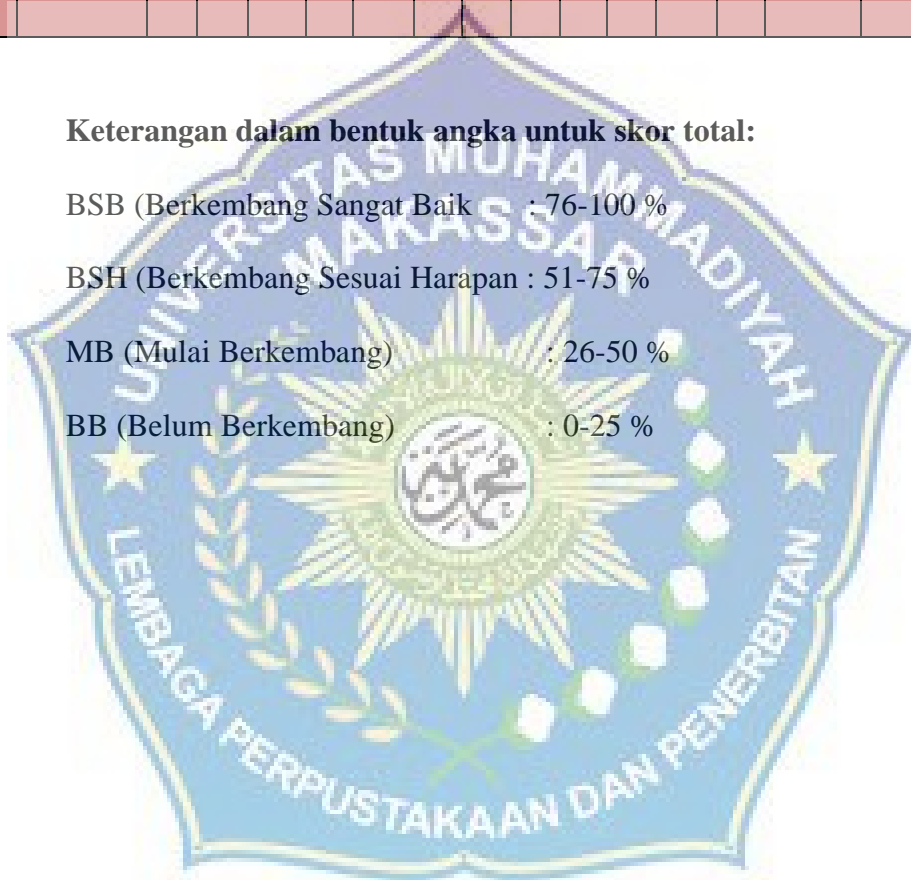 Keterangan dalam bentuk angka untuk skor total:
BSB (Berkembang Sangat Baik : 76-100 %
BSH (Berkembang Sesuai Harapan : 51-75 %
MB (Mulai Berkembang) : 26-50 %
BB (Belum Berkembang) : 0-25 %
UNIVERSITAS MUHAMMADIYAH
MAKASSAR
LEMBAGA PERPUSTAKAAN DAN PENERBITAN